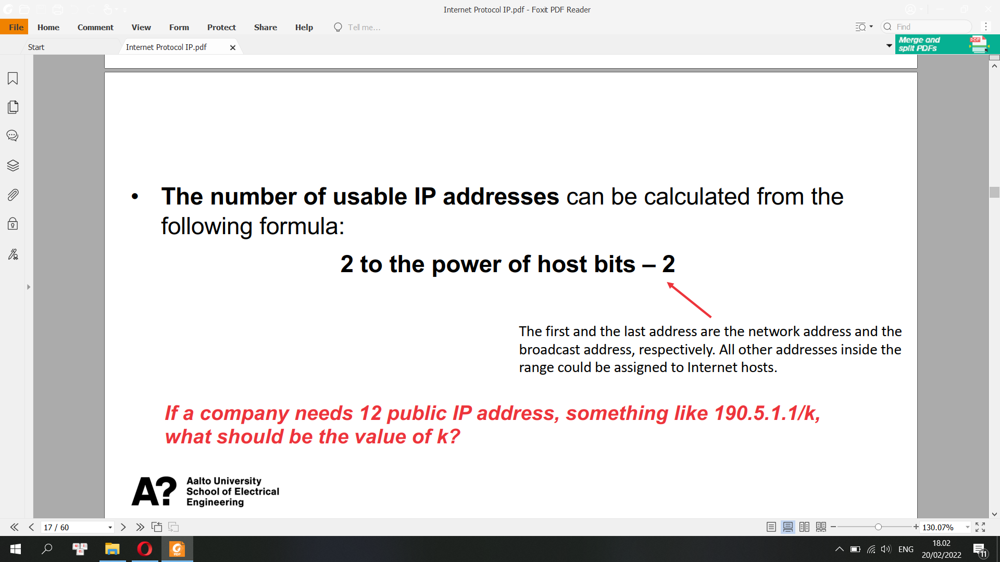 Internet Protocol IP.pdf - Foxit PDF Reader
File Home Comment View Form Protect Share Help Tell me... Find
Start Internet Protocol IP.pdf
Merge and
split PDFs
PDF
• The number of usable IP addresses can be calculated from the
following formula:
2 to the power of host bits – 2
The first and the last address are the network address and the
broadcast address, respectively. All other addresses inside the
range could be assigned to Internet hosts.
If a company needs 12 public IP address, something like 190.5.1.1/k,
what should be the value of k?
A?
Aalto University
School of Electrical
Engineering
17 / 60 130.07%
PDF
ENG
18.02
20/02/2022
11